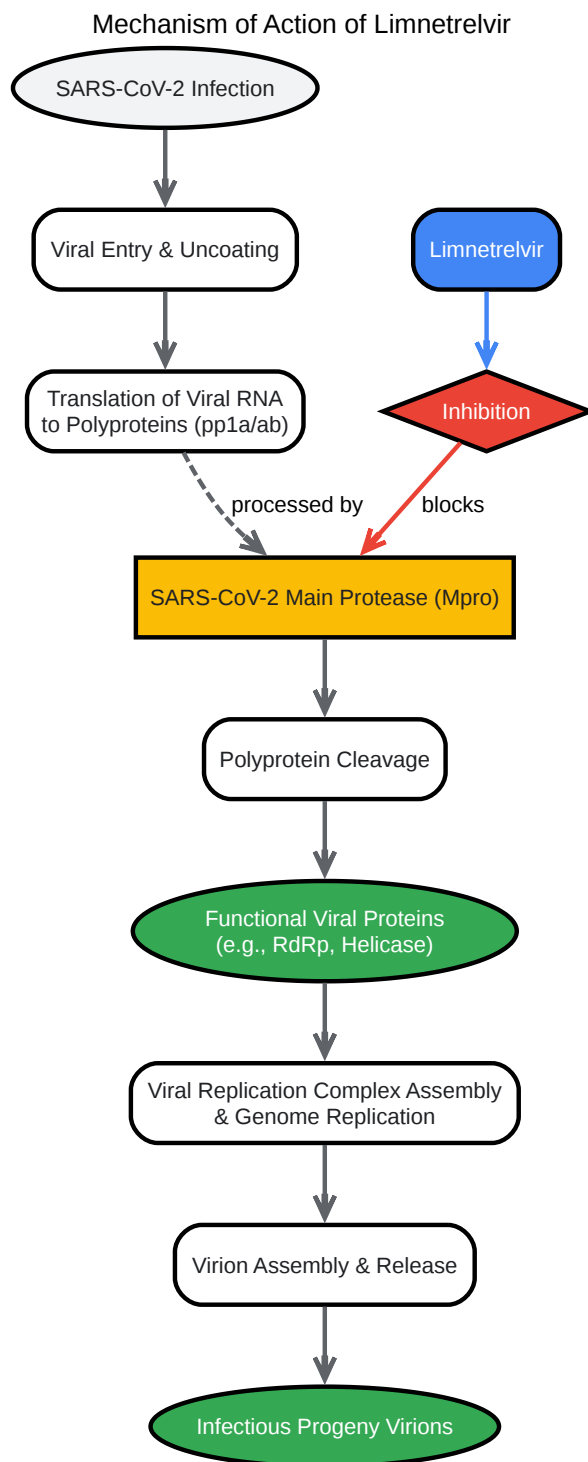 Mechanism of Action of Limnetrelvir
SARS-CoV-2 Infection
Viral Entry & Uncoating
Limnetrelvir
Translation of Viral RNA
to Polyproteins (pp1a/ab)
Inhibition
processed by
blocks
SARS-CoV-2 Main Protease (Mpro)
Polyprotein Cleavage
Functional Viral Proteins
(e.g., RdRp, Helicase)
Viral Replication Complex Assembly
& Genome Replication
Virion Assembly & Release
Infectious Progeny Virions